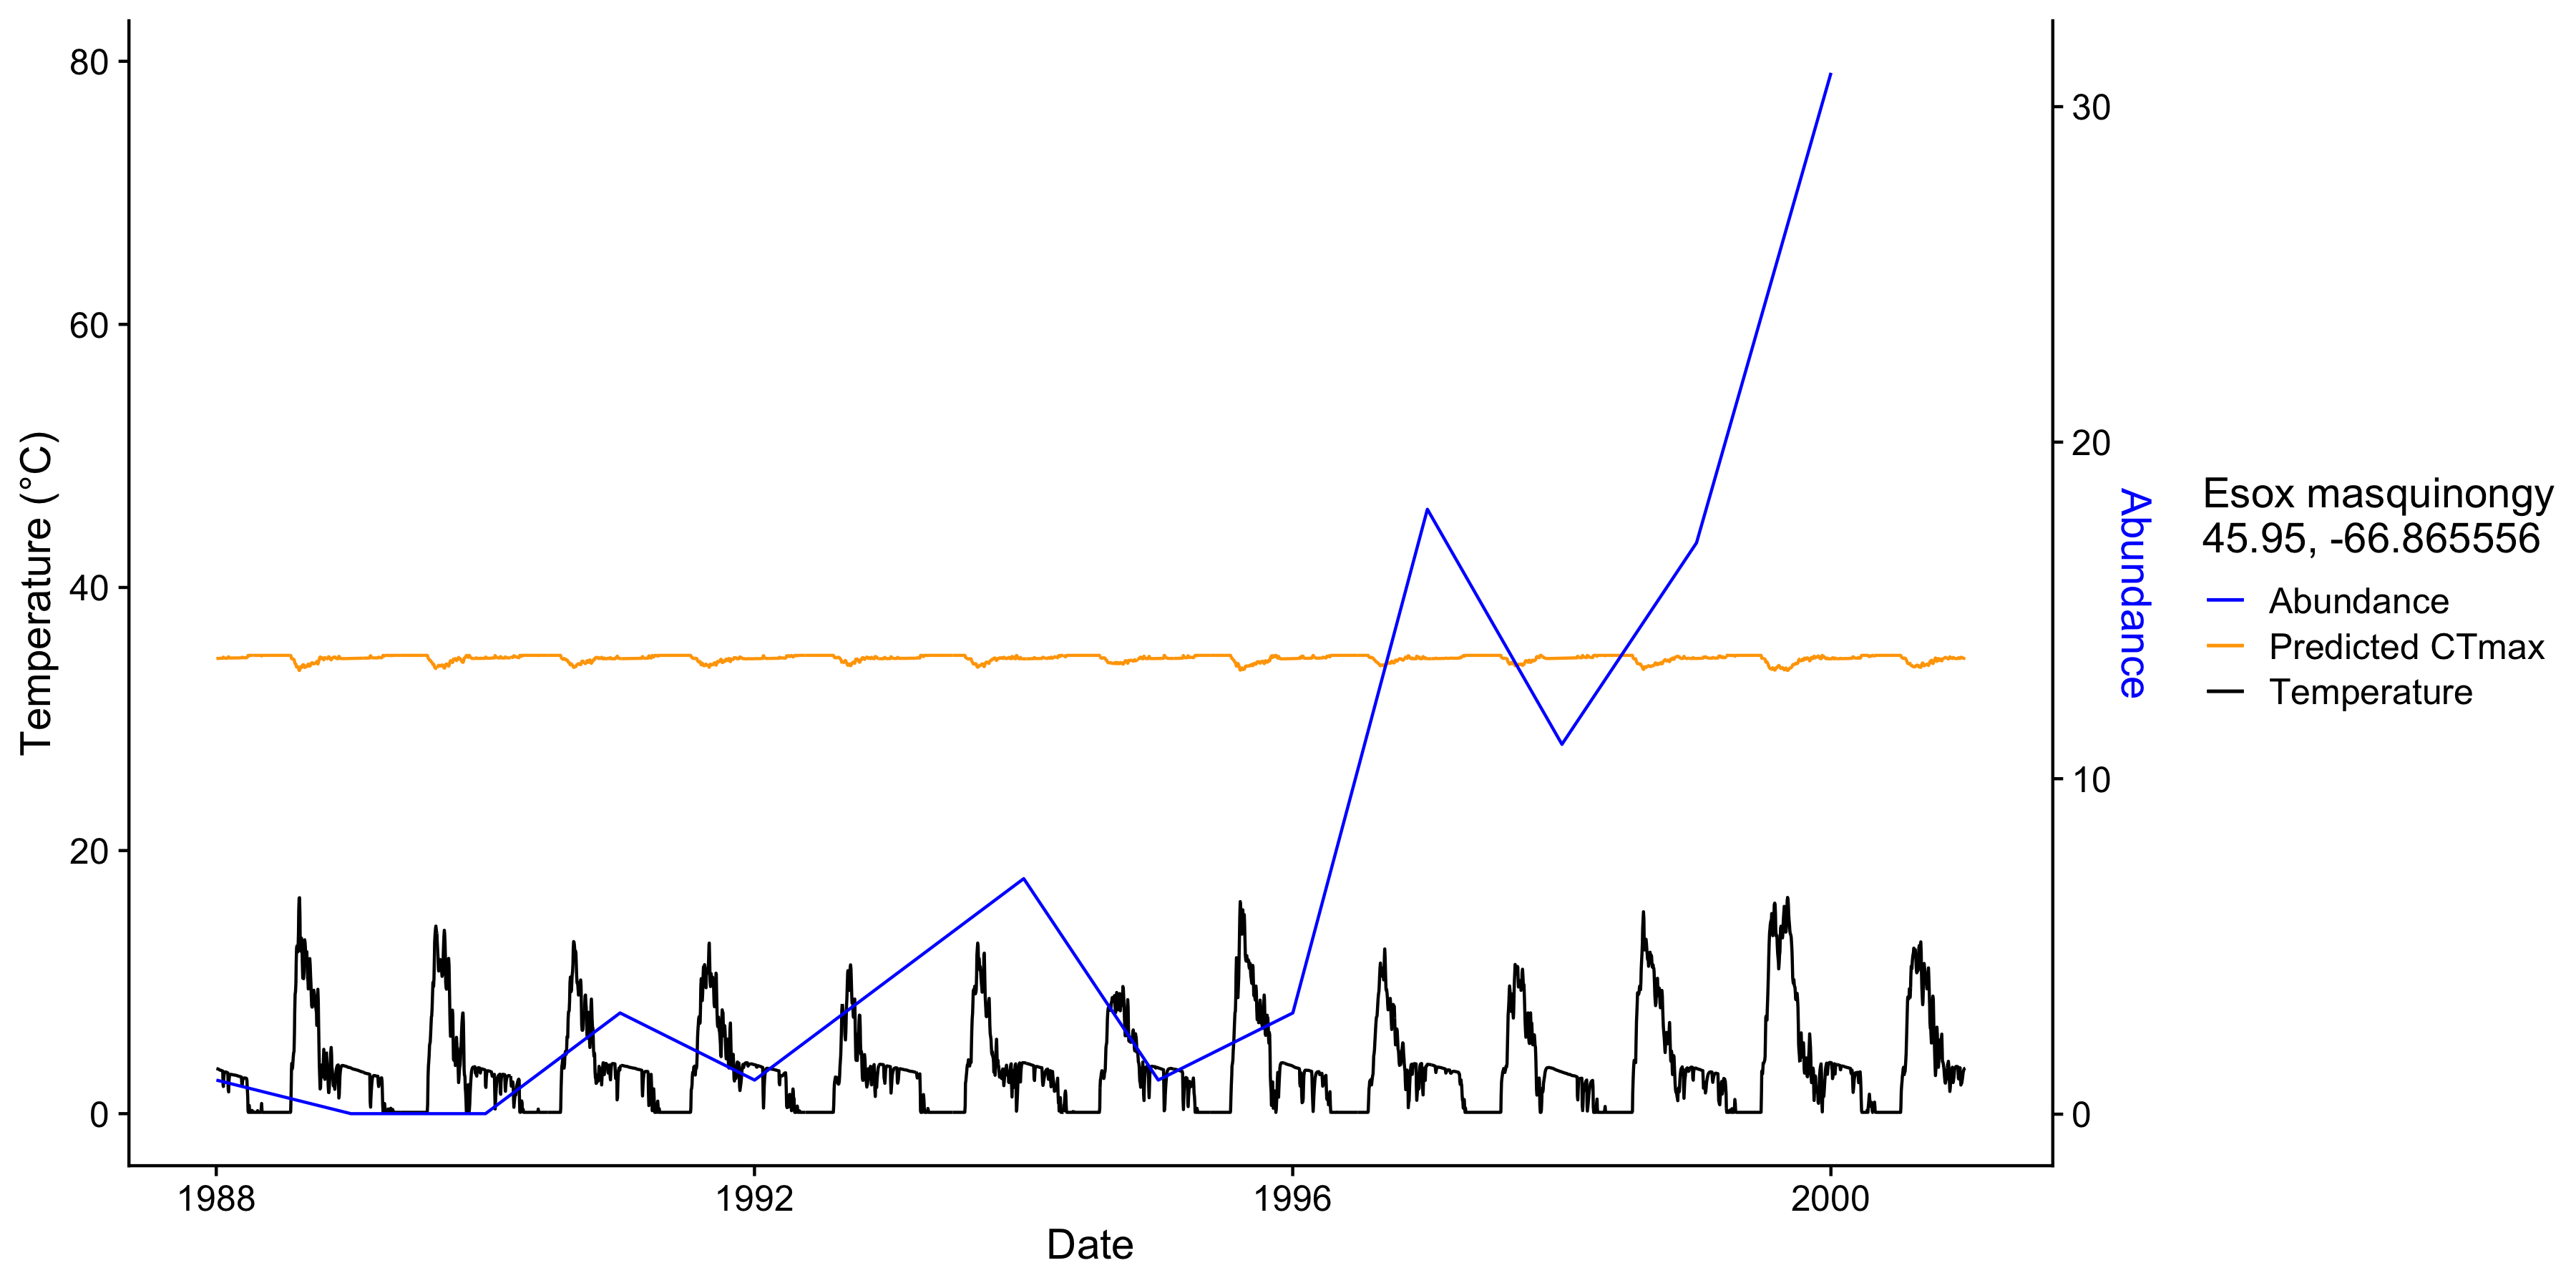 80
60
40
20
0
Temperature (°C)
1988
1992
1996
2000
Date
30
20
10
0
Abundance
Esox masquinongy
45.95, -66.865556
Abundance
Predicted CTmax
Temperature